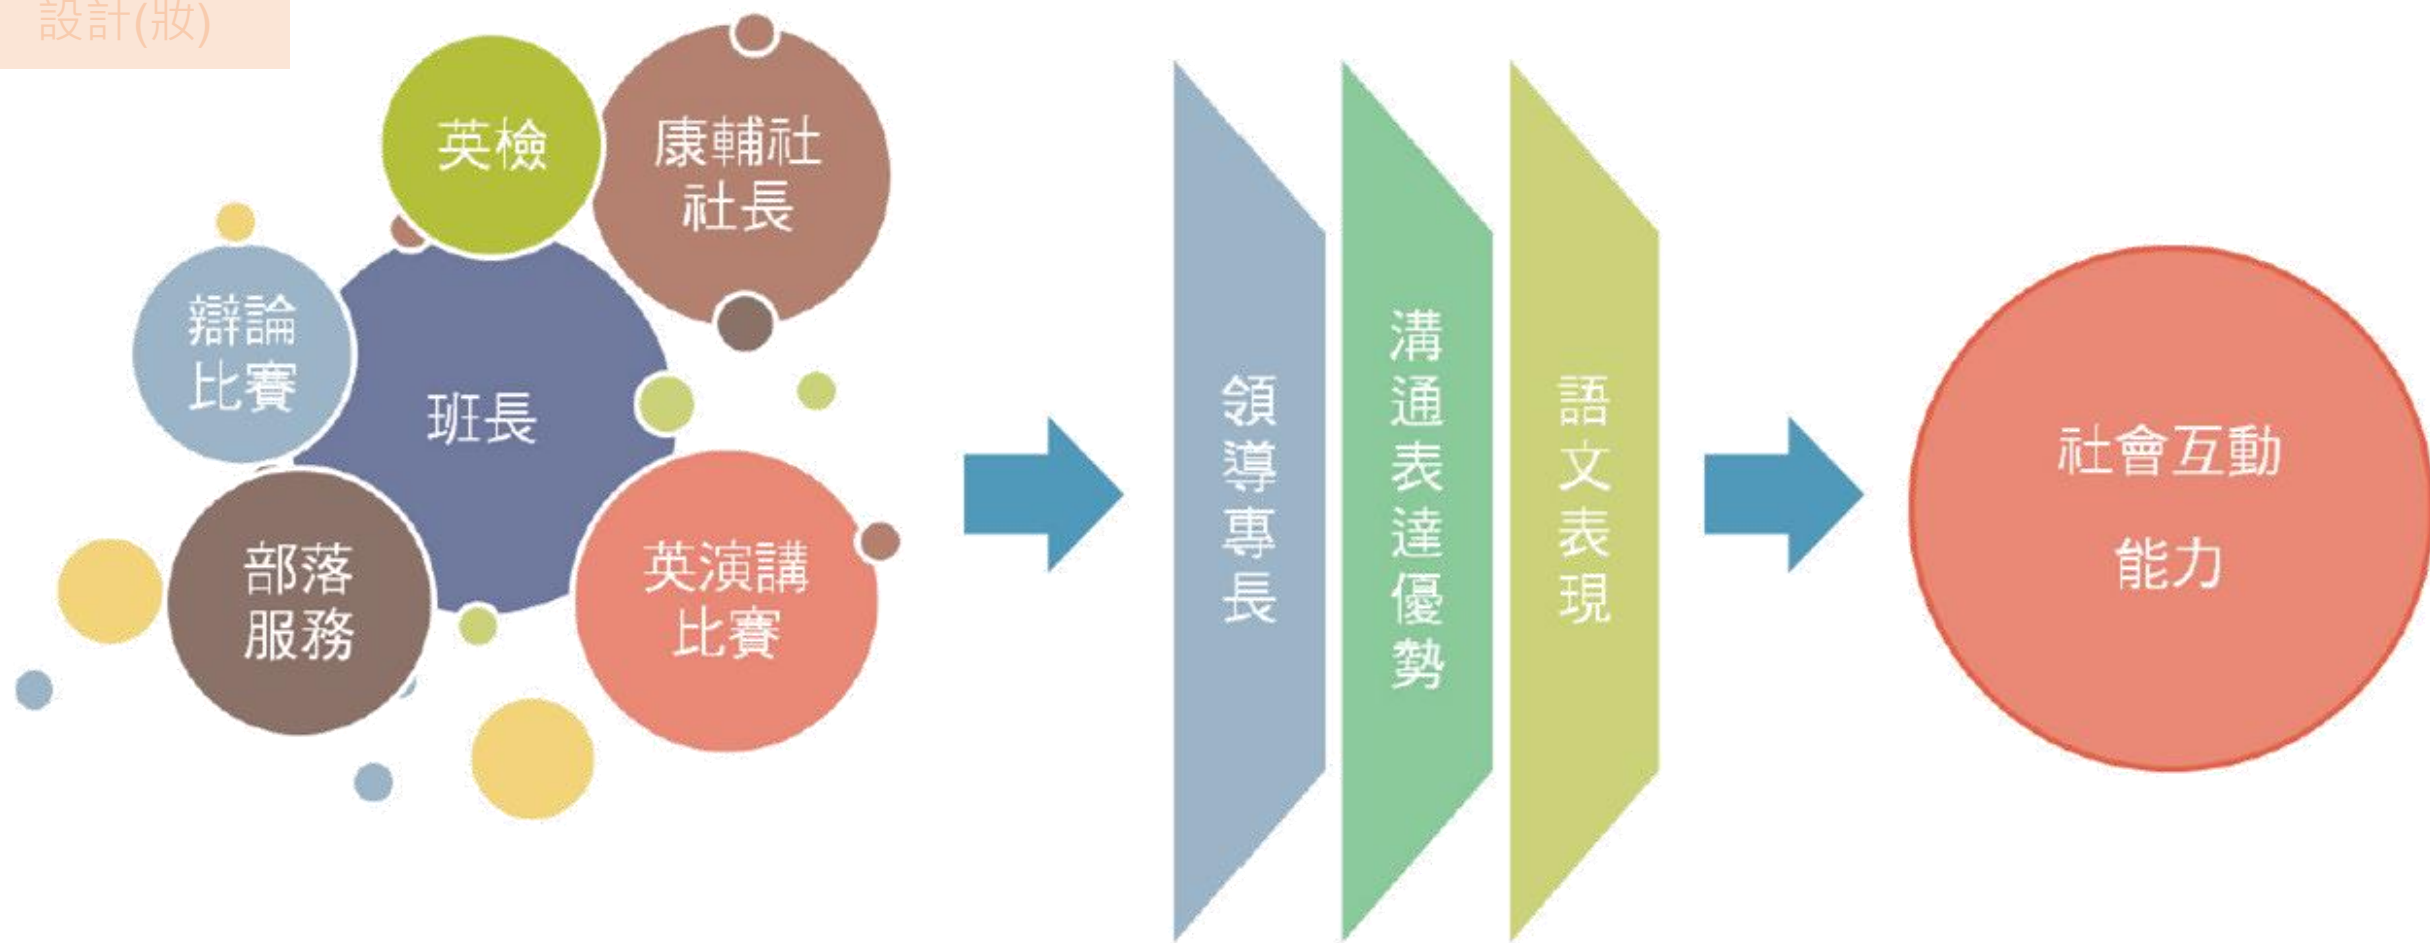 設計(妝)
英檢
康輔社
社長
辯論
比賽
班長
部落
服務
英演講
比賽
領導專長
溝通表達優勢
語文表現
社會互動
能力